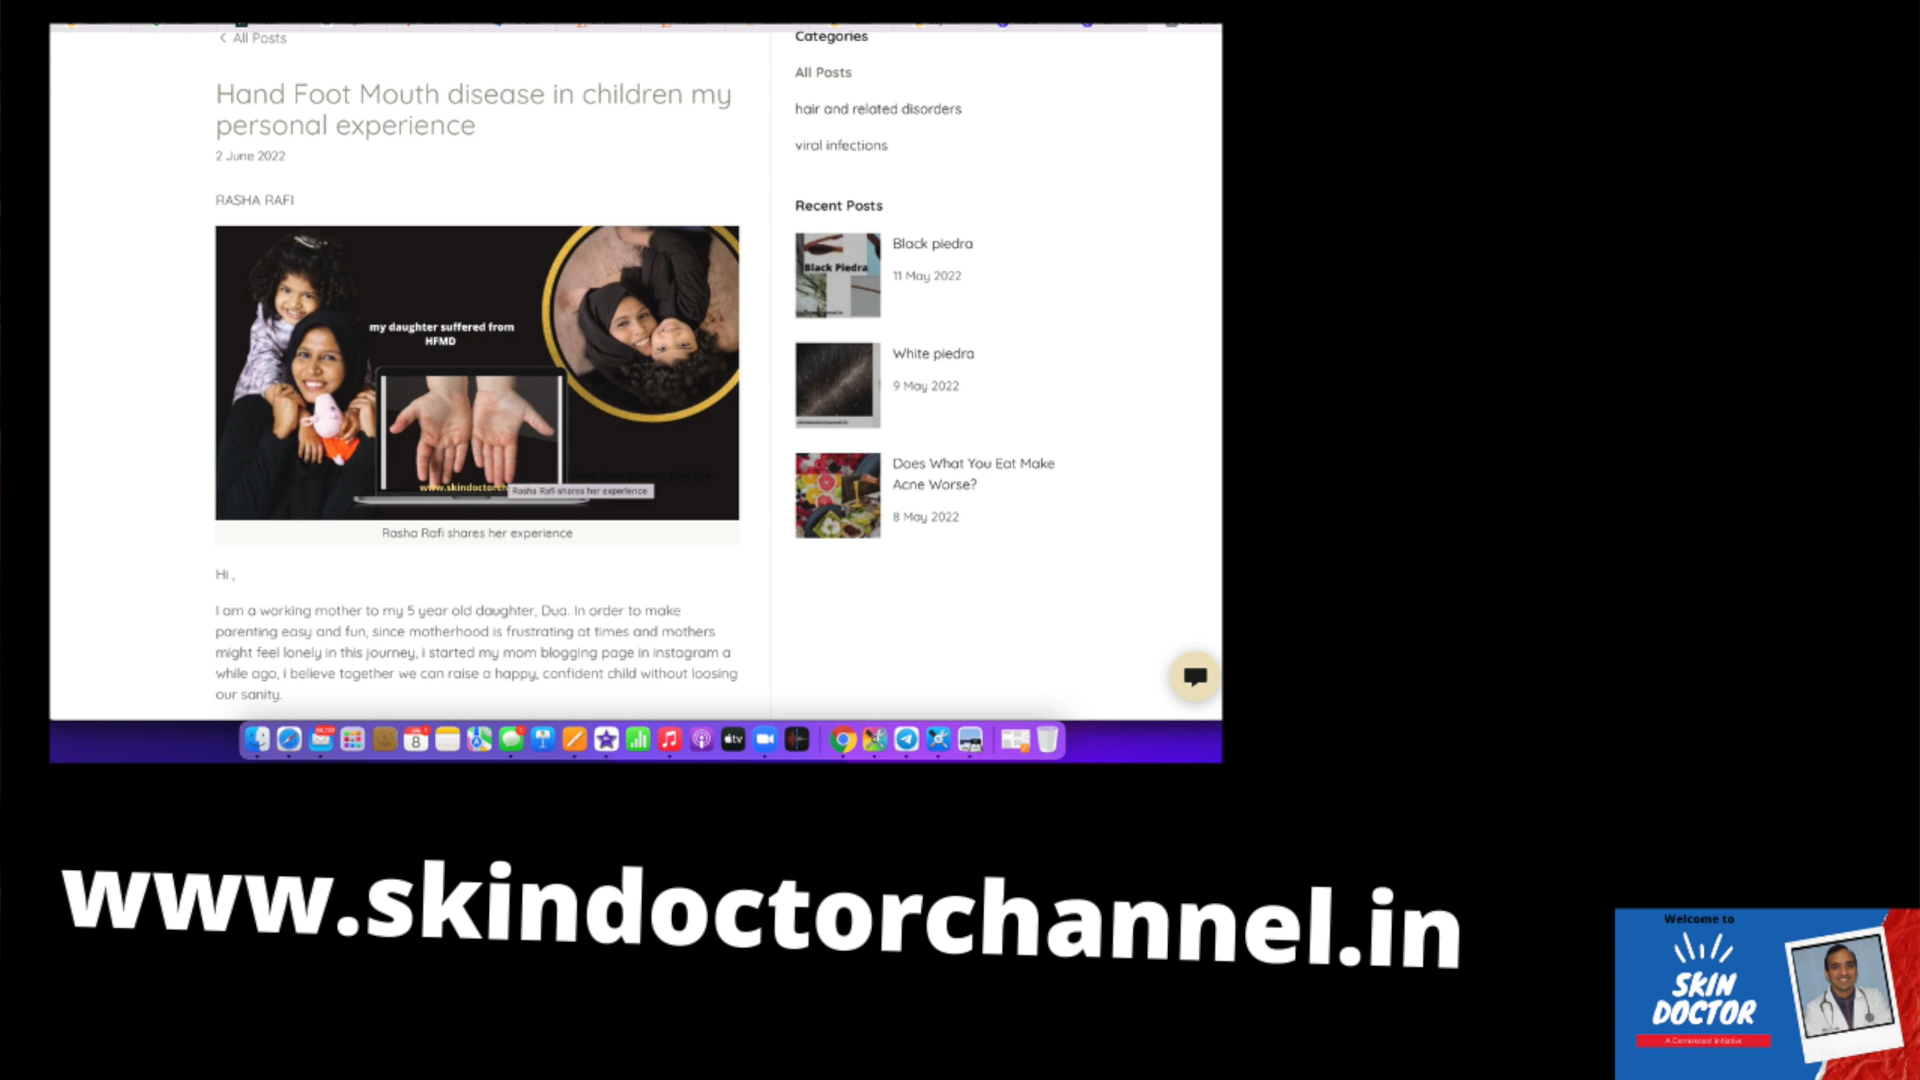 All Posts
Hand Foot Mouth disease in children my
personal experience
2 June 2022
RASHA RAFI
my daughter suffered from
HFMD
Rasha Rafi shares her experience
Rasha Rafi shares her experience
Hi ,
I am a working mother to my 5 year old daughter, Dua. In order to make
parenting easy and fun, since motherhood is frustrating at times and mothers
might feel lonely in this journey, i started my mom blogging page in instagram a
while ago, i believe together we can raise a happy, confident child without loosing
our sanity.
Categories
All Posts
hair and related disorders
viral infections
Recent Posts
Black Piedra
Black piedra
11 May 2022
White piedra
9 May 2022
Does What You Eat Make
Acne Worse?
8 May 2022
8
tv
www.skindoctorchannel.in
Welcome to
SKIN
DOCTOR